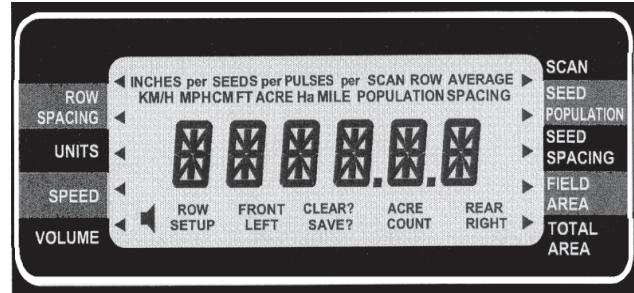 INCHES per SEEDS per PULSES per SCAN ROW AVERAGE
KM/H MPH CM FT ACRE Ha MILE POPULATION SPACING
ROW
SPACING
UNITS
SPEED
VOLUME
ROW FRONT CLEAR? ACRE REAR
SETUP LEFT SAVE? COUNT RIGHT
SCAN
SEED
POPULATION
SEED
SPACING
FIELD
AREA
TOTAL
AREA